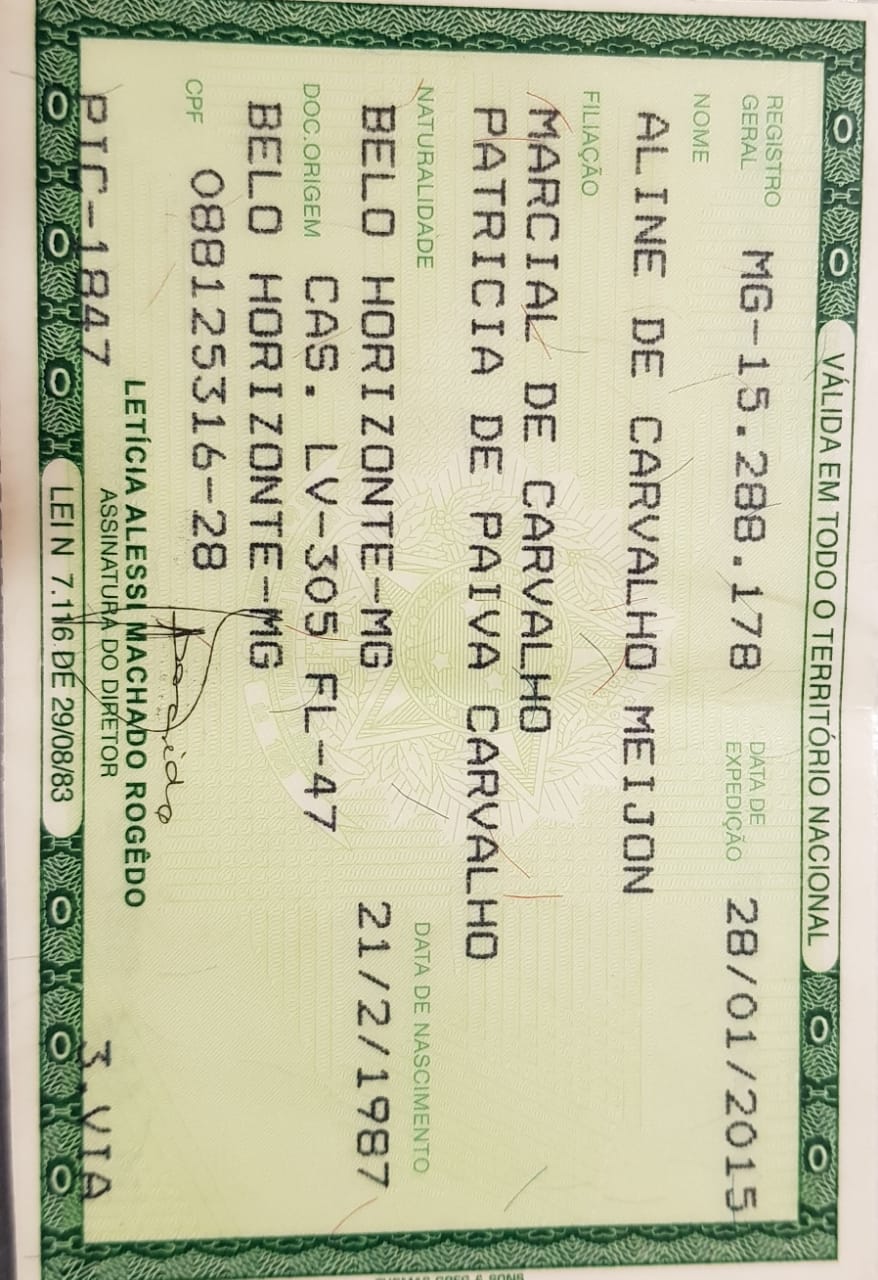 VÁLIDA EM TODO O TERRITÓRIO NACIONAL
REGISTRO GERAL MG-15.288.178 DATA DE EXPEDIÇÃO 28/01/2015
NOME
ALINE DE CARVALHO MEIJON
FILIAÇÃO
MARCIAL DE CARVALHO
PATRICIA DE PAIVA CARVALHO
NATURALIDADE DATA DE NASCIMENTO
BELO HORIZONTE-MG 21/2/1987
DOC.ORIGEM CAS. LV-305 FL-47
BELO HORIZONTE-MG
CPF 088125316-28
LETÍCIA ALESSI MACHADO ROGÊDO
PIC-1847 ASSINATURA DO DIRETOR 3.VIA
LEI N 7.116 DE 29/08/83